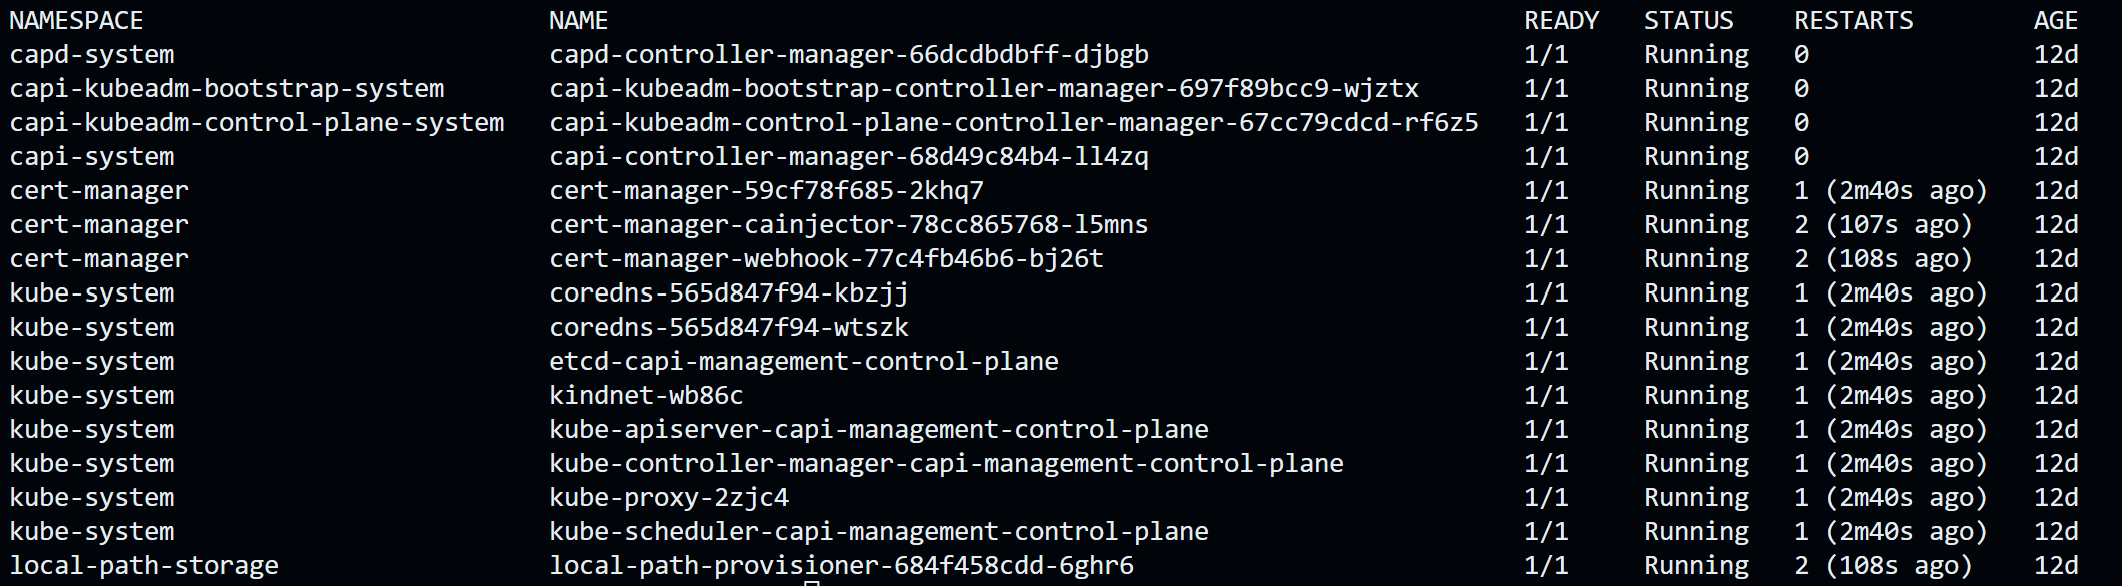 NAMESPACE NAME READY STATUS RESTARTS AGE
capd-system capd-controller-manager-66dcdbdbff-djbgb 1/1 Running 0 12d
capi-kubeadm-bootstrap-system capi-kubeadm-bootstrap-controller-manager-697f89bcc9-wjztx 1/1 Running 0 12d
capi-kubeadm-control-plane-system capi-kubeadm-control-plane-controller-manager-67cc79cdcd-rf6z5 1/1 Running 0 12d
capi-system capi-controller-manager-68d49c84b4-ll4zq 1/1 Running 0 12d
cert-manager cert-manager-59cf78f685-2khq7 1/1 Running 1 (2m40s ago) 12d
cert-manager cert-manager-cainjector-78cc865768-l5mns 1/1 Running 2 (107s ago) 12d
cert-manager cert-manager-webhook-77c4fb46b6-bj26t 1/1 Running 2 (108s ago) 12d
kube-system coredns-565d847f94-kbzjj 1/1 Running 1 (2m40s ago) 12d
kube-system coredns-565d847f94-wtszk 1/1 Running 1 (2m40s ago) 12d
kube-system etcd-capi-management-control-plane 1/1 Running 1 (2m40s ago) 12d
kube-system kindnet-wb86c 1/1 Running 1 (2m40s ago) 12d
kube-system kube-apiserver-capi-management-control-plane 1/1 Running 1 (2m40s ago) 12d
kube-system kube-controller-manager-capi-management-control-plane 1/1 Running 1 (2m40s ago) 12d
kube-system kube-proxy-2zjc4 1/1 Running 1 (2m40s ago) 12d
kube-system kube-scheduler-capi-management-control-plane 1/1 Running 1 (2m40s ago) 12d
local-path-storage local-path-provisioner-684f458cdd-6ghr6 1/1 Running 2 (108s ago) 12d